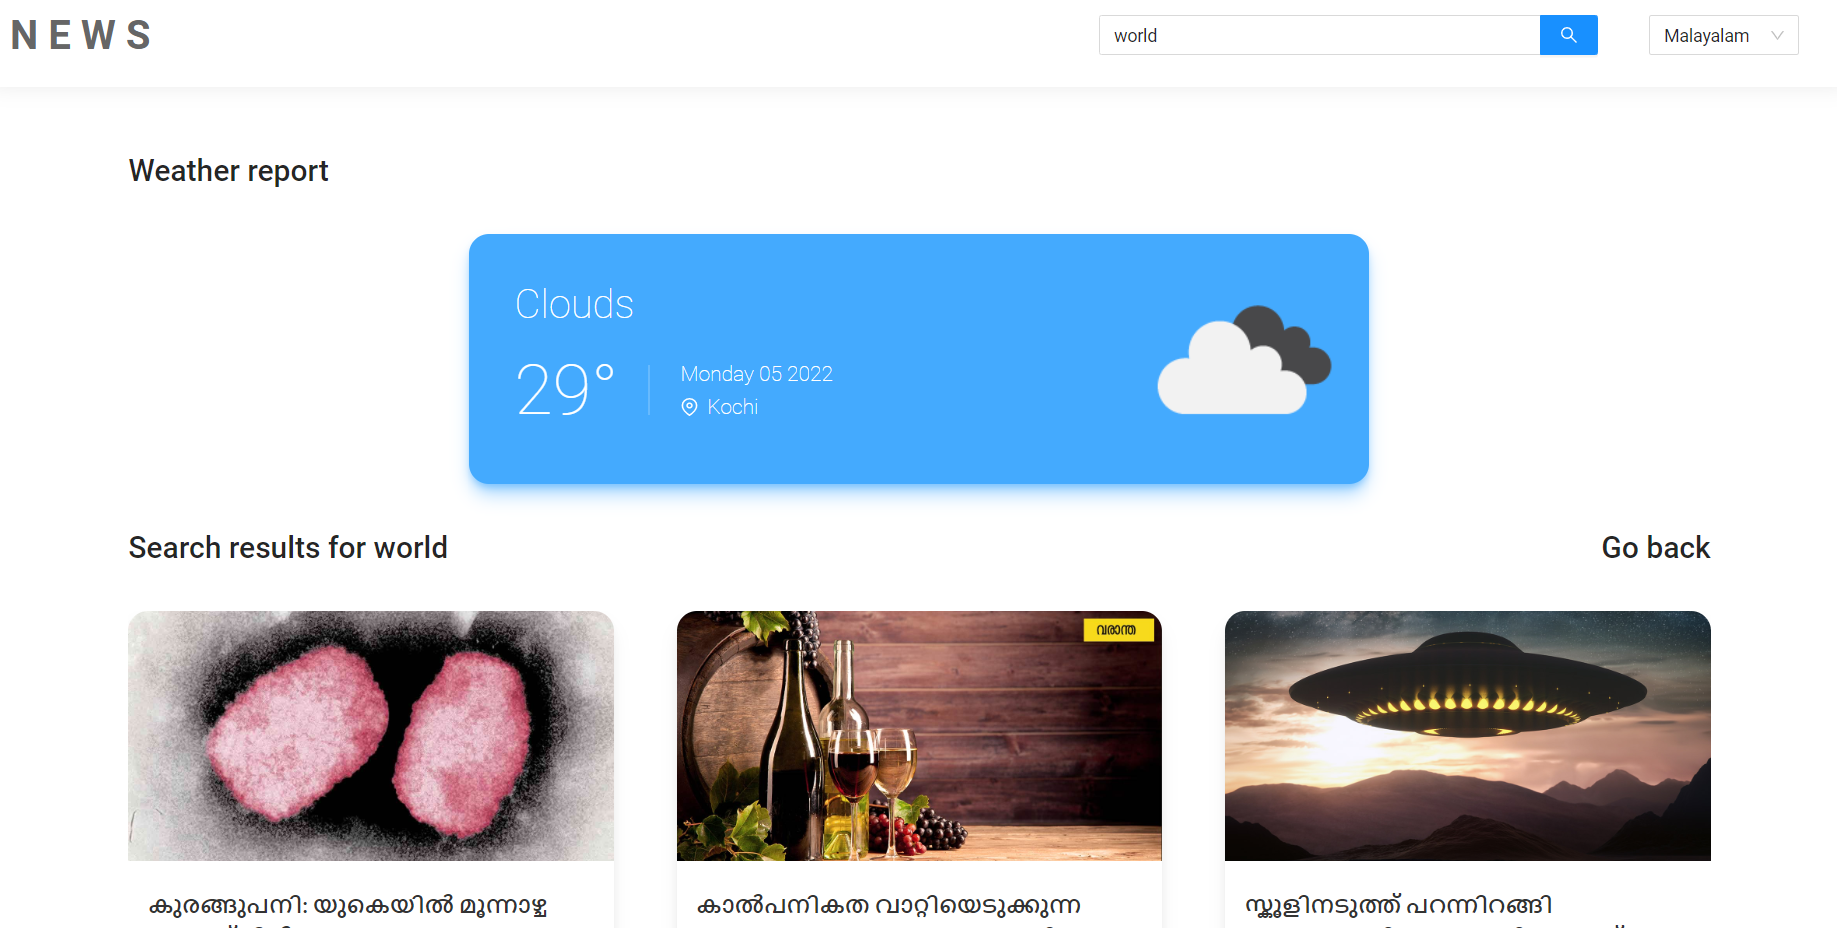 NEWS
world
Malayalam
Weather report
Clouds
29°
Monday 05 2022
Kochi
Search results for world
Go back
വരാന്ത
കുരങ്ങുപനി: യുകെയിൽ മൂന്നാഴ്ച
കാൽപനികത വാറ്റിയെടുക്കുന്ന
സ്കൂളിനടുത്ത് പറന്നിറങ്ങി